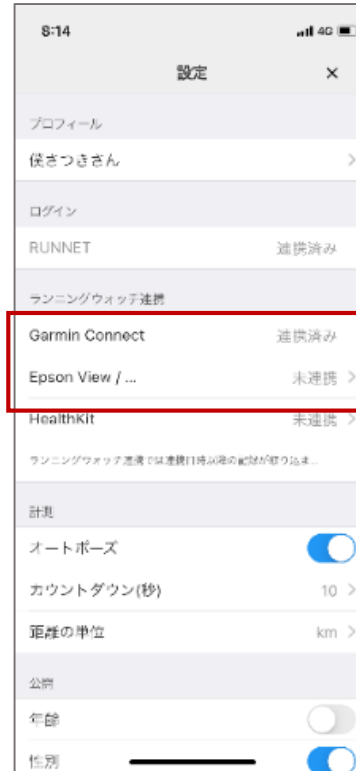 8:14 4G
設定 ×
プロフィール
僕さつきさん
ログイン
RUNNET 連携済み
ランニングウォッチ連携
Garmin Connect 連携済み
Epson View / ... 未連携
HealthKit 未連携
ランニングウォッチ連携では連携日時以降の記録が取り込ま...
計測
オートポーズ
カウントダウン(秒) 10
距離の単位 km
公開
年齢
性別